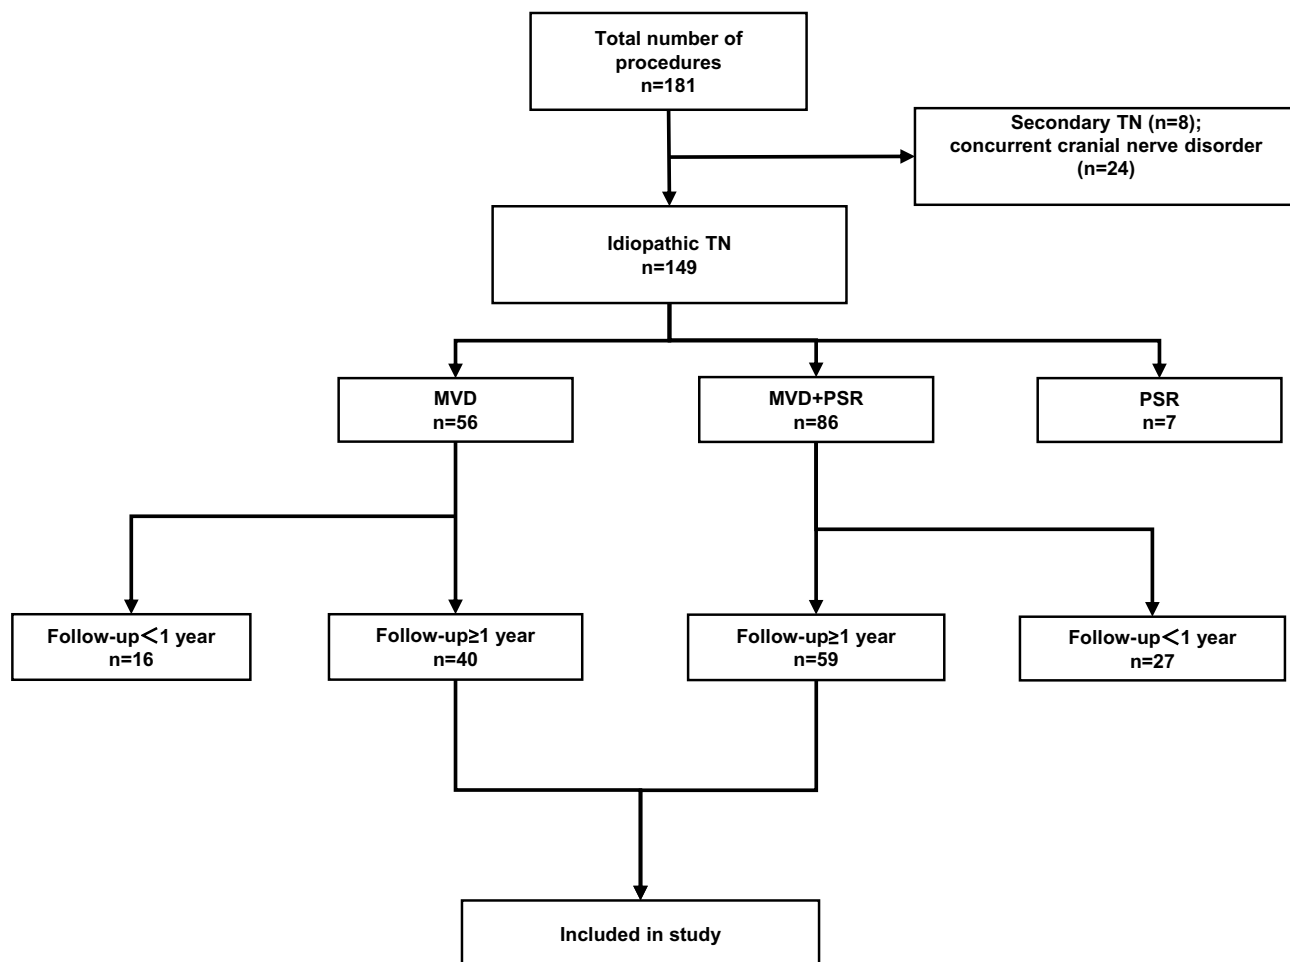 Total number of
procedures
n=181
Secondary TN (n=8);
concurrent cranial nerve disorder
(n=24)
Idiopathic TN
n=149
MVD
n=56
MVD+PSR
n=86
PSR
n=7
Follow-up<1 year
n=16
Follow-up≥1 year
n=40
Follow-up≥1 year
n=59
Follow-up<1 year
n=27
Included in study